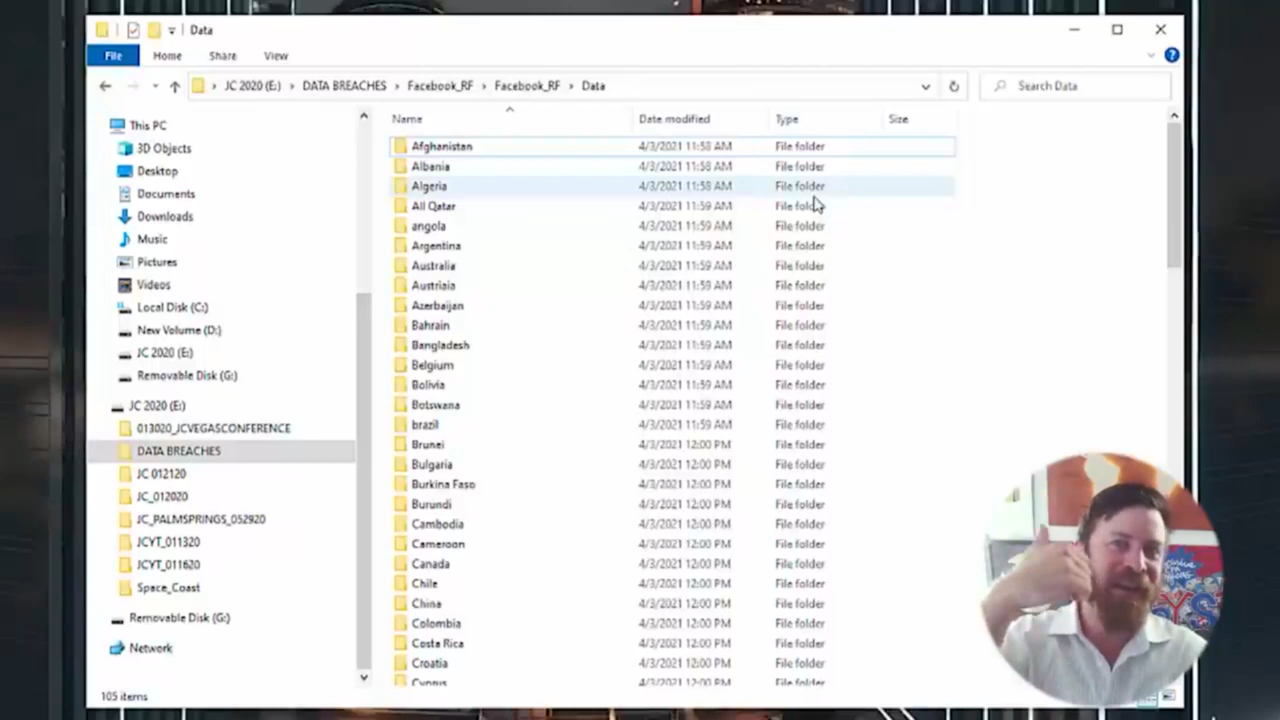 Data
File Home Share View
JC 2020 (E:) › DATA BREACHES › Facebook_RF › Facebook_RF › Data
Search Data
This PC
3D Objects
Desktop
Documents
Downloads
Music
Pictures
Videos
Local Disk (C:)
New Volume (D:)
JC 2020 (E:)
Removable Disk (G:)
JC 2020 (E:)
013020_JCVEGASCONFERENCE
DATA BREACHES
JC 012120
JC_012020
JC_PALMSPRINGS_052920
JCYT_011320
JCYT_011620
Space_Coast
Removable Disk (G:)
Network
105 items
Name Date modified Type Size
Afghanistan 4/3/2021 11:58 AM File folder
Albania 4/3/2021 11:58 AM File folder
Algeria 4/3/2021 11:58 AM File folder
All Qatar 4/3/2021 11:59 AM File folder
angola 4/3/2021 11:59 AM File folder
Argentina 4/3/2021 11:59 AM File folder
Australia 4/3/2021 11:59 AM File folder
Austriaia 4/3/2021 11:59 AM File folder
Azerbaijan 4/3/2021 11:59 AM File folder
Bahrain 4/3/2021 11:59 AM File folder
Bangladesh 4/3/2021 11:59 AM File folder
Belgium 4/3/2021 11:59 AM File folder
Bolivia 4/3/2021 11:59 AM File folder
Botswana 4/3/2021 11:59 AM File folder
brazil 4/3/2021 11:59 AM File folder
Brunei 4/3/2021 12:00 PM File folder
Bulgaria 4/3/2021 12:00 PM File folder
Burkina Faso 4/3/2021 12:00 PM File folder
Burundi 4/3/2021 12:00 PM File folder
Cambodia 4/3/2021 12:00 PM File folder
Cameroon 4/3/2021 12:00 PM File folder
Canada 4/3/2021 12:00 PM File folder
Chile 4/3/2021 12:00 PM File folder
China 4/3/2021 12:00 PM File folder
Colombia 4/3/2021 12:00 PM File folder
Costa Rica 4/3/2021 12:00 PM File folder
Croatia 4/3/2021 12:00 PM File folder
Cyprus 4/3/2021 12:00 PM File folder